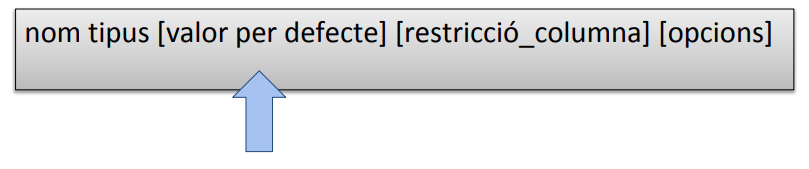 nom tipus [valor per defecte] [restricció_columna] [opcions]